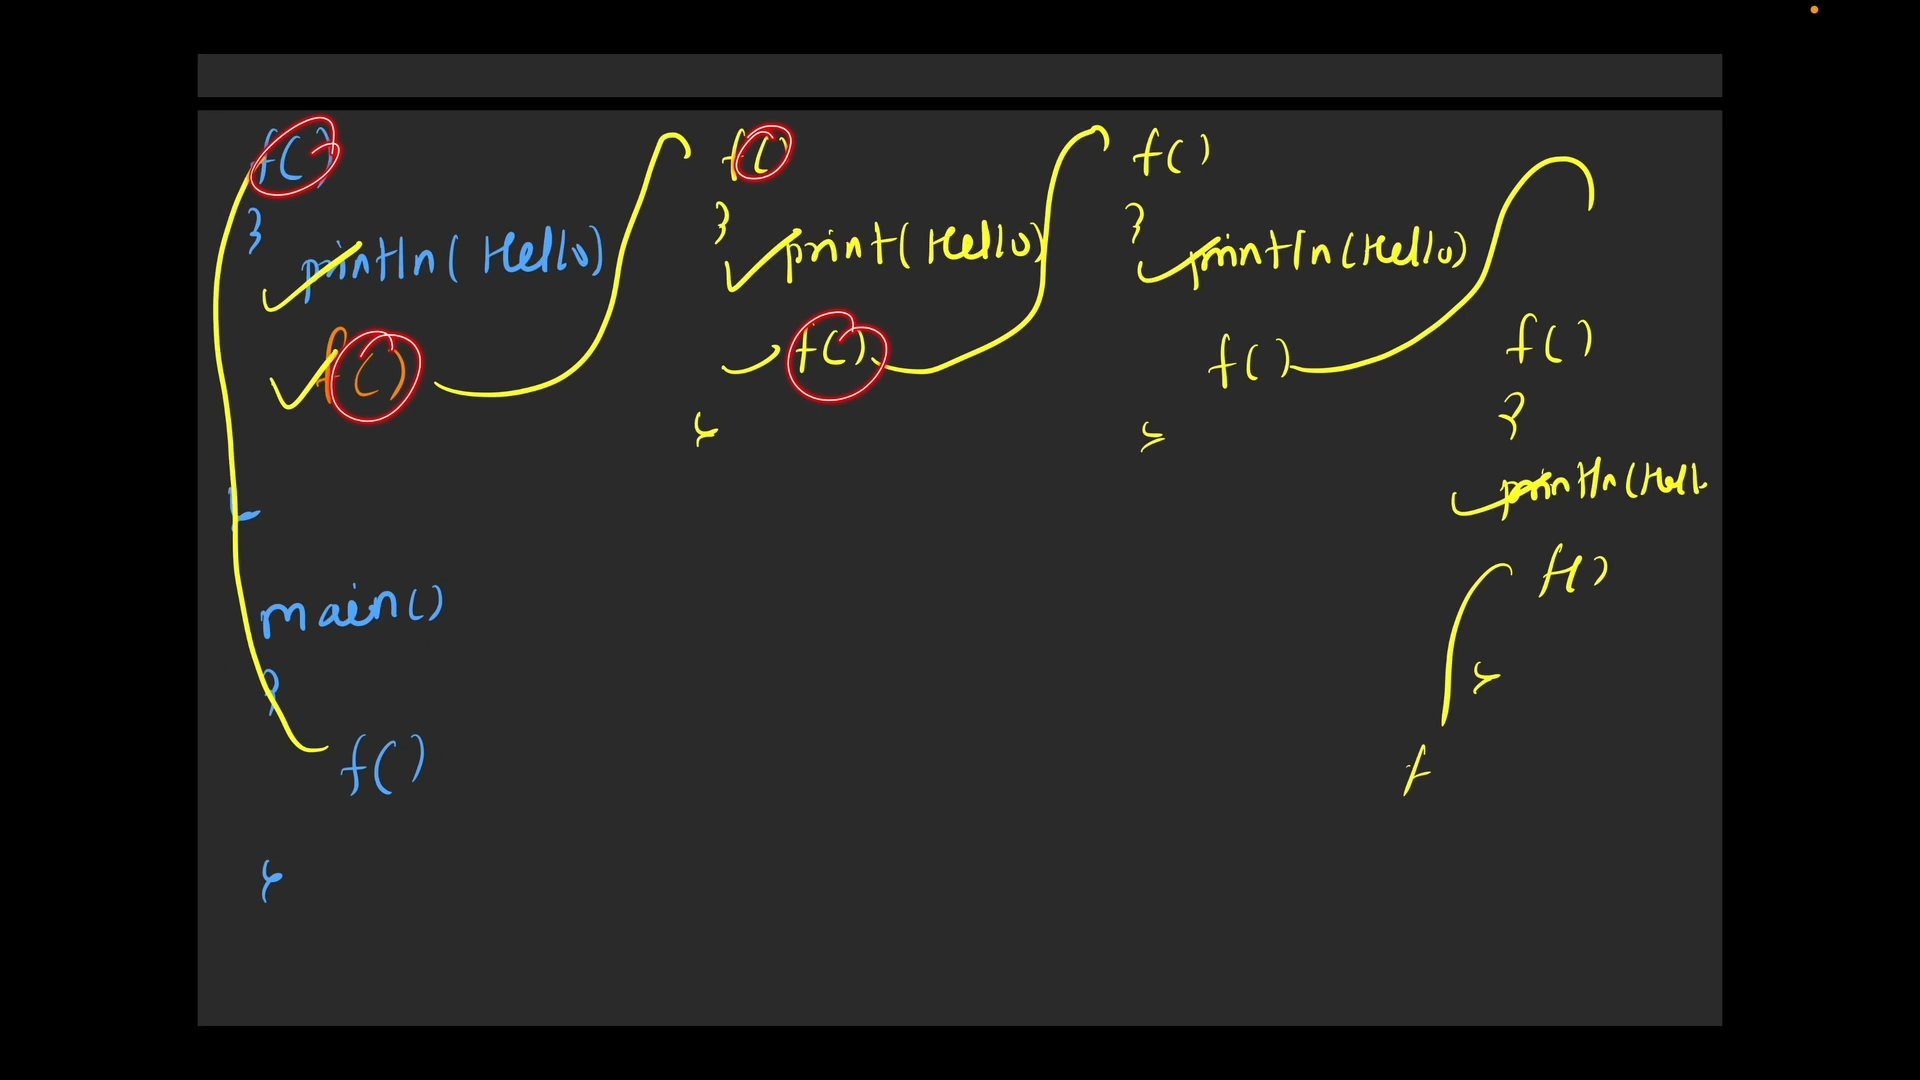 f()
{
println(Hello)
f()
}
main()
{
f()
}
f()
{
print(Hello)
f()
}
f()
{
println(Hello)
f()
}
f()
{
println(Hell
f()
}
f